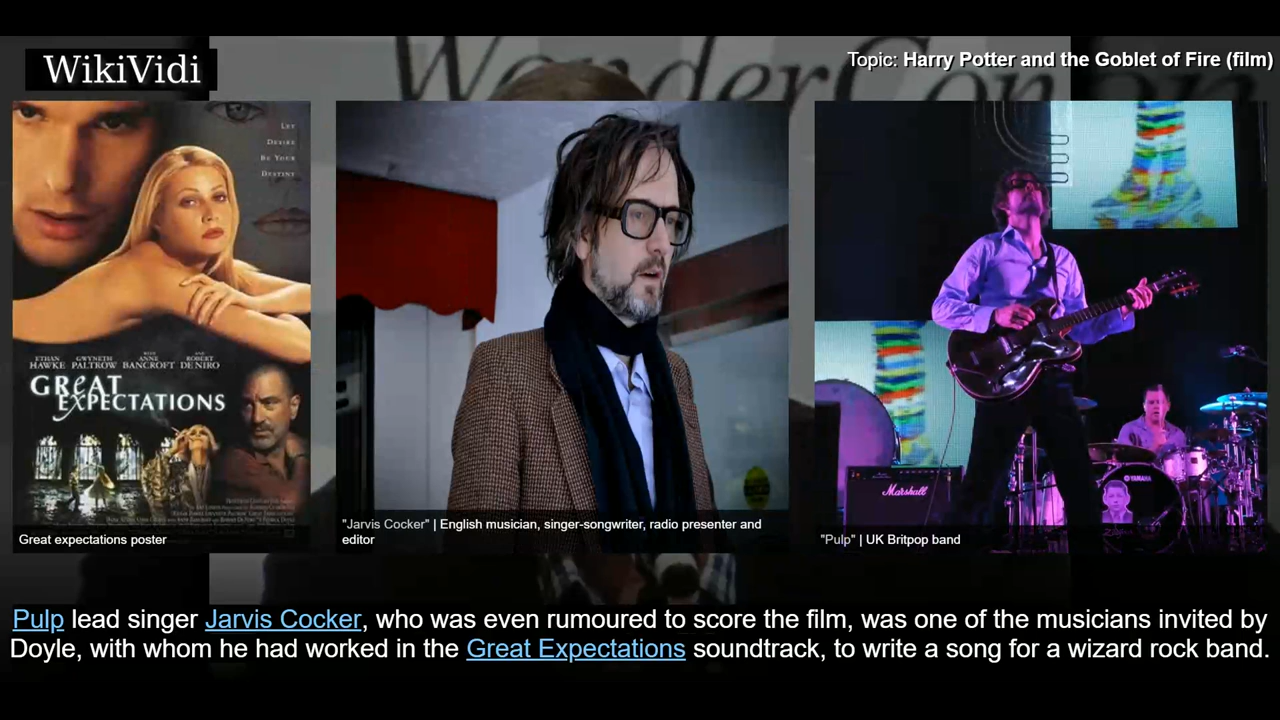 WikiVidi
WonderCon
Topic: Harry Potter and the Goblet of Fire (film)
LET
DESIRE
BE YOUR
DESTINY
ETHAN HAWKE GWYNETH PALTROW WITH ANNE BANCROFT AND ROBERT DE NIRO
GREAT
EXPECTATIONS
Great expectations poster
"Jarvis Cocker" | English musician, singer-songwriter, radio presenter and
editor
Marshall
YAMAHA
"Pulp" | UK Britpop band
Pulp lead singer Jarvis Cocker, who was even rumoured to score the film, was one of the musicians invited by
Doyle, with whom he had worked in the Great Expectations soundtrack, to write a song for a wizard rock band.